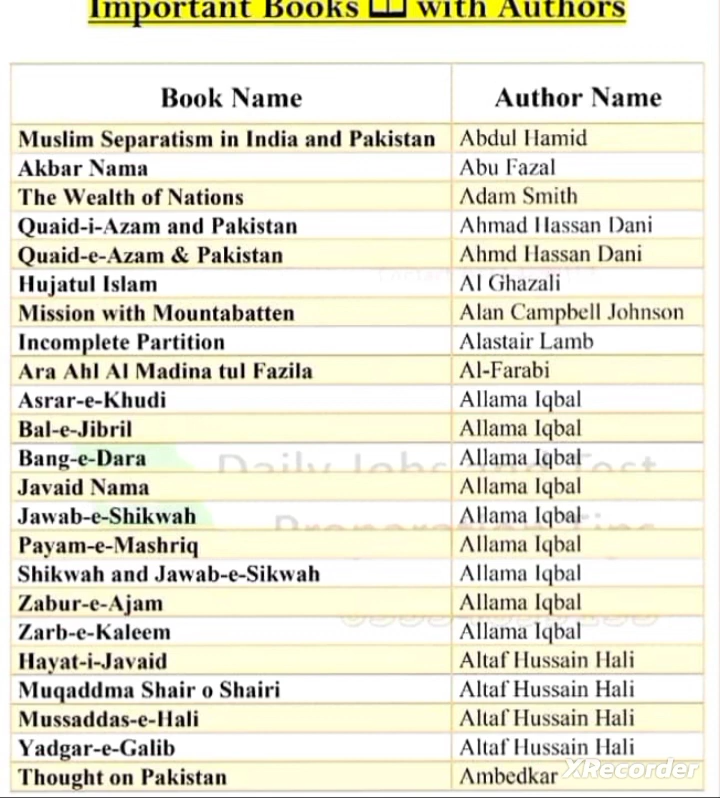 Important Books with Authors
Book Name Author Name
Muslim Separatism in India and Pakistan Abdul Hamid
Akbar Nama Abu Fazal
The Wealth of Nations Adam Smith
Quaid-i-Azam and Pakistan Ahmad Hassan Dani
Quaid-e-Azam & Pakistan Ahmd Hassan Dani
Hujatul Islam Al Ghazali
Mission with Mountabatten Alan Campbell Johnson
Incomplete Partition Alastair Lamb
Ara Ahl Al Madina tul Fazila Al-Farabi
Asrar-e-Khudi Allama Iqbal
Bal-e-Jibril Allama Iqbal
Bang-e-Dara Allama Iqbal
Javaid Nama Allama Iqbal
Jawab-e-Shikwah Allama Iqbal
Payam-e-Mashriq Allama Iqbal
Shikwah and Jawab-e-Sikwah Allama Iqbal
Zabur-e-Ajam Allama Iqbal
Zarb-e-Kaleem Allama Iqbal
Hayat-i-Javaid Altaf Hussain Hali
Muqaddma Shair o Shairi Altaf Hussain Hali
Mussaddas-e-Hali Altaf Hussain Hali
Yadgar-e-Galib Altaf Hussain Hali
Thought on Pakistan Ambedkar
XRecorder